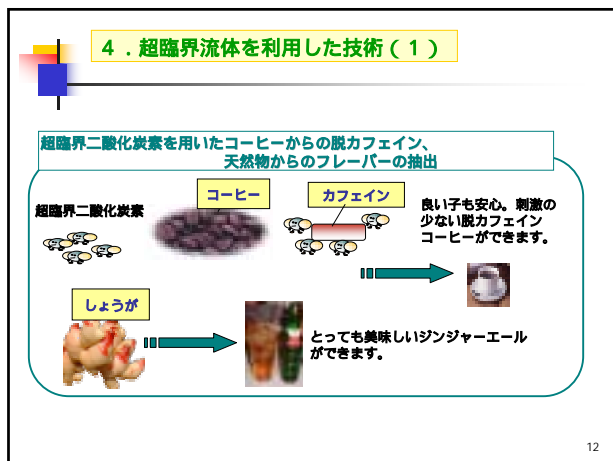 ４．超臨界流体を利用した技術（１）
超臨界二酸化炭素を用いたコーヒーからの脱カフェイン、
天然物からのフレーバーの抽出
コーヒー
カフェイン
超臨界二酸化炭素
良い子も安心。刺激の
少ない脱カフェイン
コーヒーができます。
しょうが
とっても美味しいジンジャーエール
ができます。
12